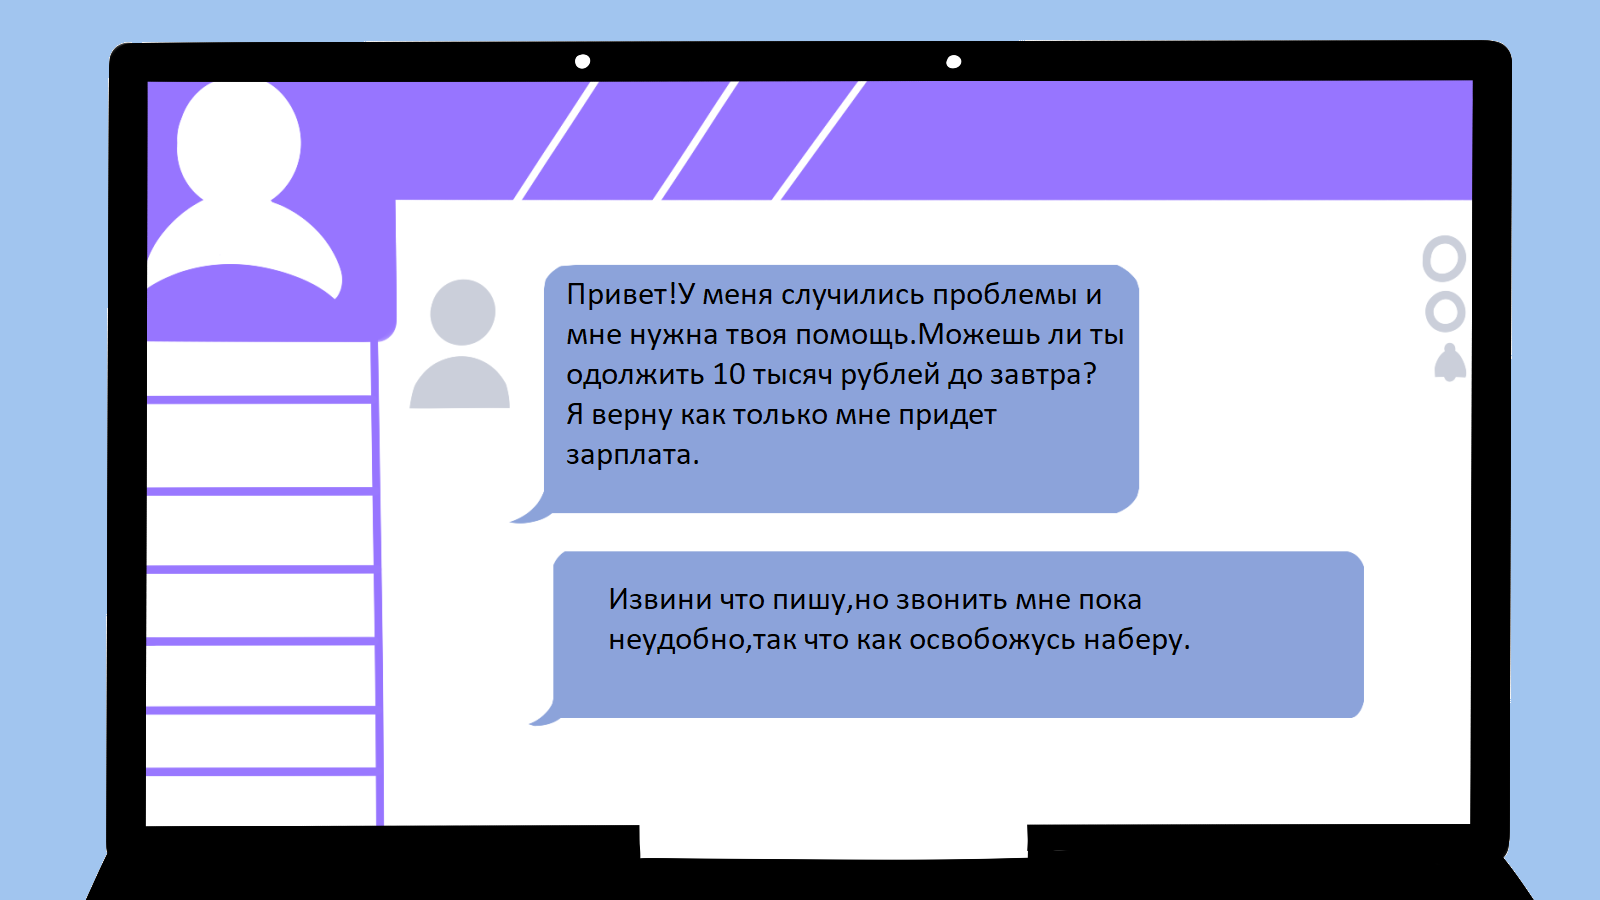 Привет!У меня случились проблемы и
мне нужна твоя помощь.Можешь ли ты
одолжить 10 тысяч рублей до завтра?
Я верну как только мне придет
зарплата.
Извини что пишу,но звонить мне пока
неудобно,так что как освобожусь наберу.